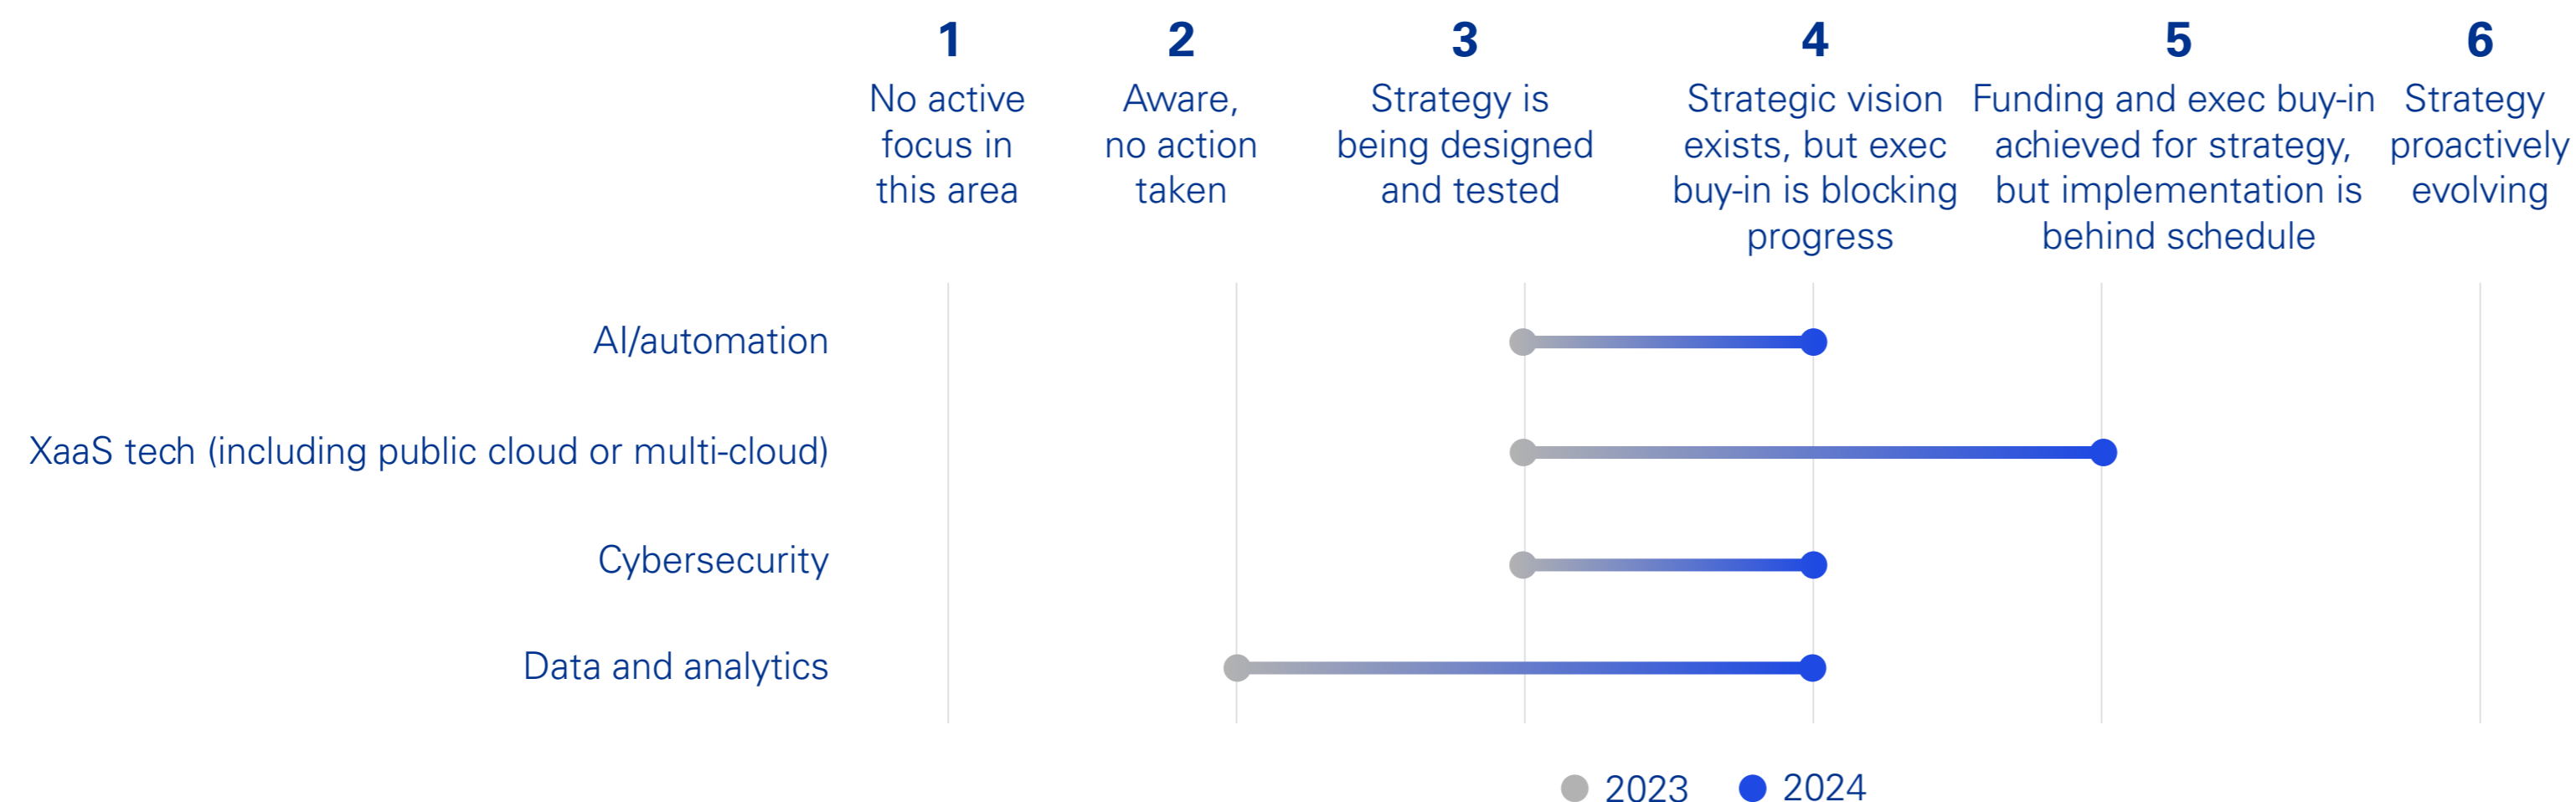 1
No active
focus in
this area
2
Aware,
no action
taken
3
Strategy is
being designed
and tested
4
Strategic vision
exists, but exec
buy-in is blocking
progress
5
Funding and exec buy-in
achieved for strategy,
but implementation is
behind schedule
6
Strategy
proactively
evolving
AI/automation
XaaS tech (including public cloud or multi-cloud)
Cybersecurity
Data and analytics
2023
2024